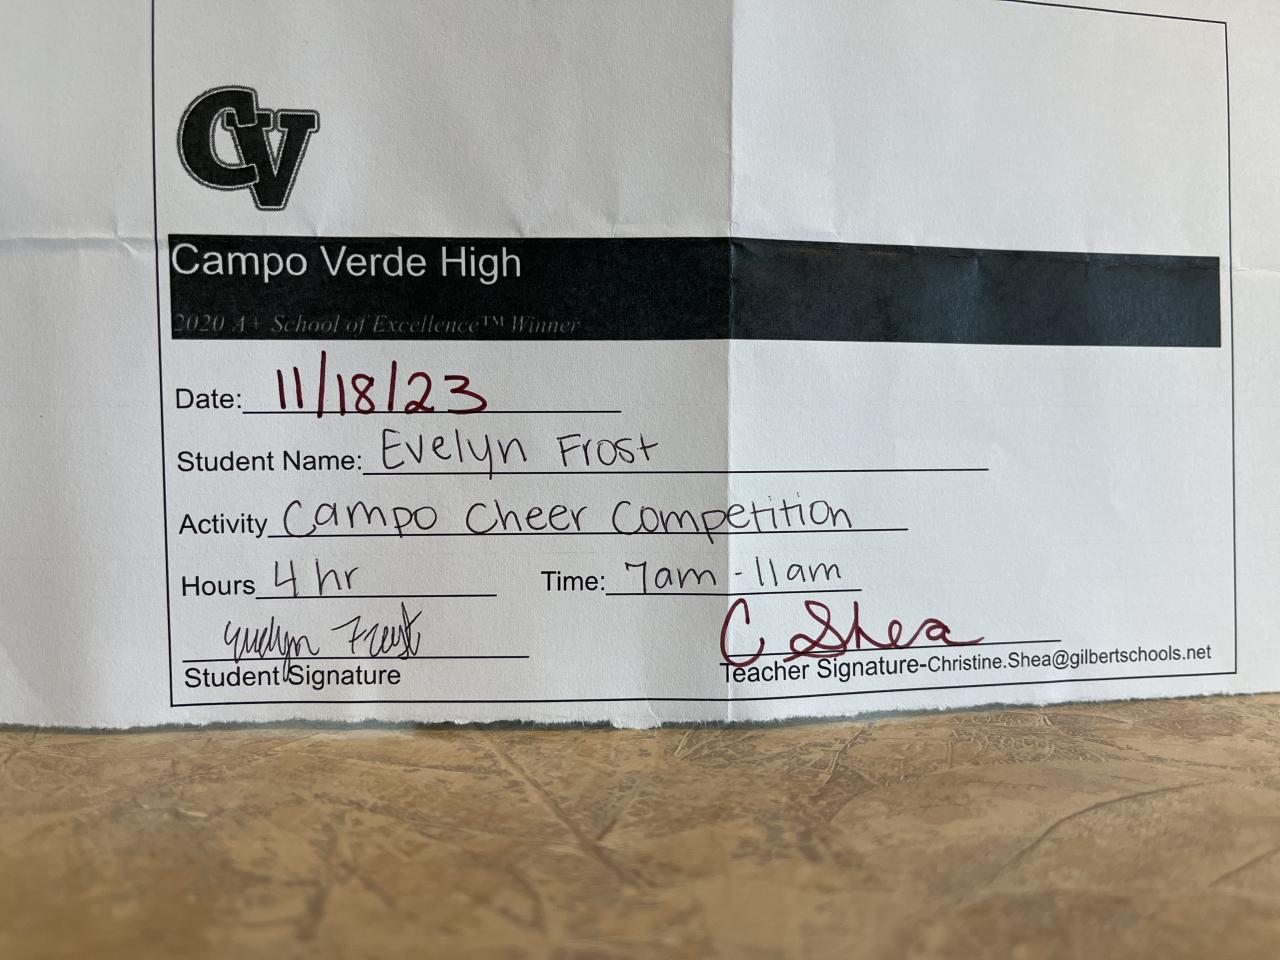 CV
Campo Verde High
2020 A+ School of Excellence™ Winner
Date: 11/18/23
Student Name: Evelyn Frost
Activity Campo Cheer Competition
Hours 4 hr Time: 7am - 11am
Evelyn Frost C Shea
Student Signature Teacher Signature-Christine.Shea@gilbertschools.net